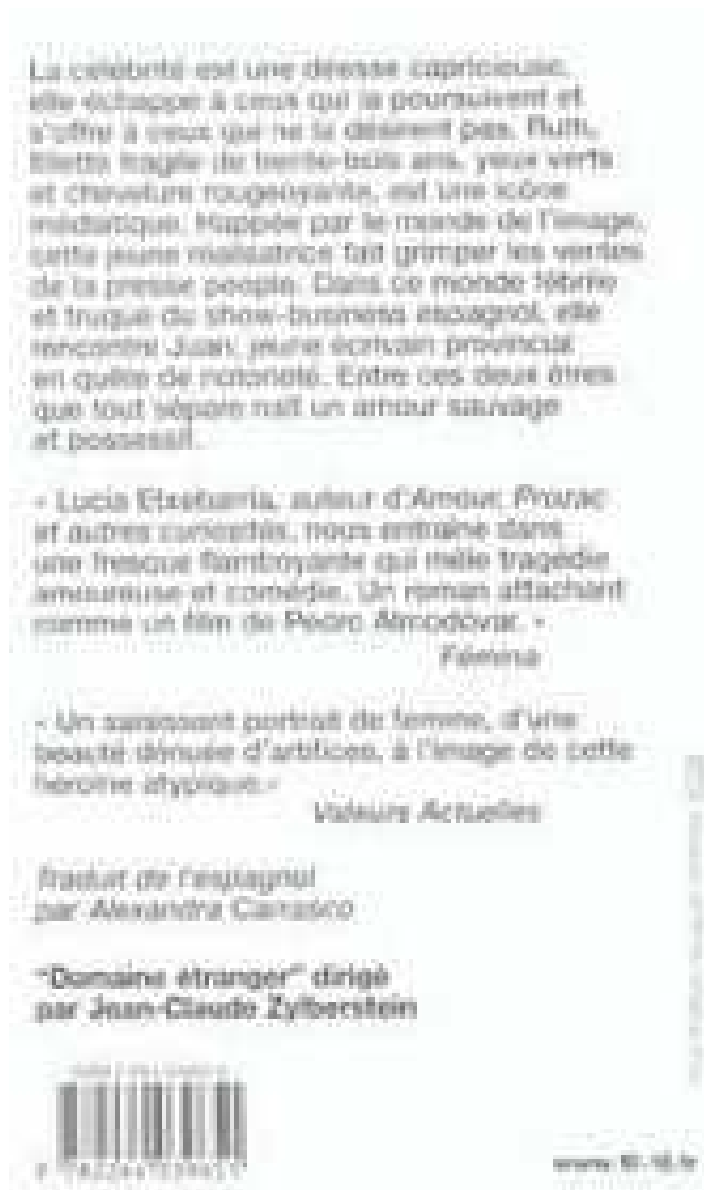 La célébrité est une déesse capricieuse,
elle échappe à ceux qui la poursuivent et
s'offre à ceux qui ne la désirent pas. Ruth,
fillette fragile de trente-trois ans, yeux verts
et chevelure rougeoyante, est une icône
médiatique. Happée par le monde de l'image,
cette jeune réalisatrice fait grimper les ventes
de la presse people. Dans ce monde fébrile
et truqué du show-business espagnol, elle
rencontre Juan, jeune écrivain provincial
en quête de notoriété. Entre ces deux êtres
que tout sépare naît un amour sauvage
et possessif.
« Lucía Etxebarria, auteur d'Amour, Prozac
et autres curiosités, nous entraîne dans
une fresque flamboyante qui mêle tragédie
amoureuse et comédie. Un roman attachant
comme un film de Pedro Almodóvar. »
Fémina
« Un saisissant portrait de femme, d'une
beauté dénuée d'artifices, à l'image de cette
héroïne atypique.»
Valeurs Actuelles
Traduit de l'espagnol
par Alexandra Carrasco
"Domaine étranger" dirigé
par Jean-Claude Zylberstein